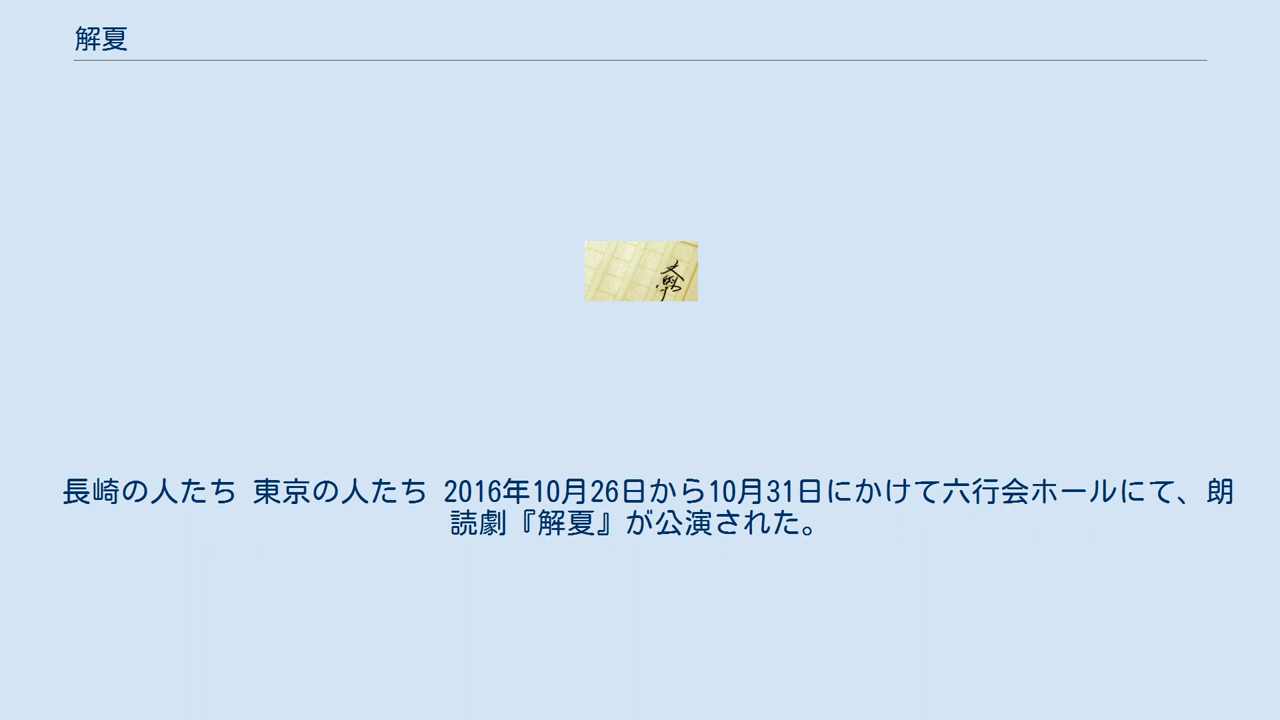 解夏
長崎の人たち 東京の人たち 2016年10月26日から10月31日にかけて六行会ホールにて、朗
読劇『解夏』が公演された。